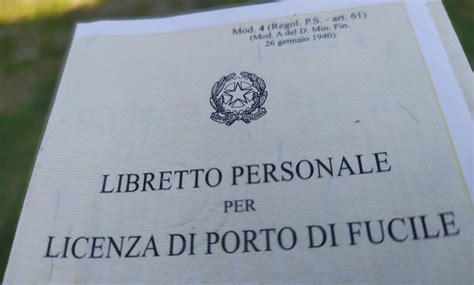 Mod. 4 (Regol. P.S. - art. 61)
(Mod. A del D. Min. Fin.
26 gennaio 1940)
LIBRETTO PERSONALE
PER
LICENZA DI PORTO DI FUCILE